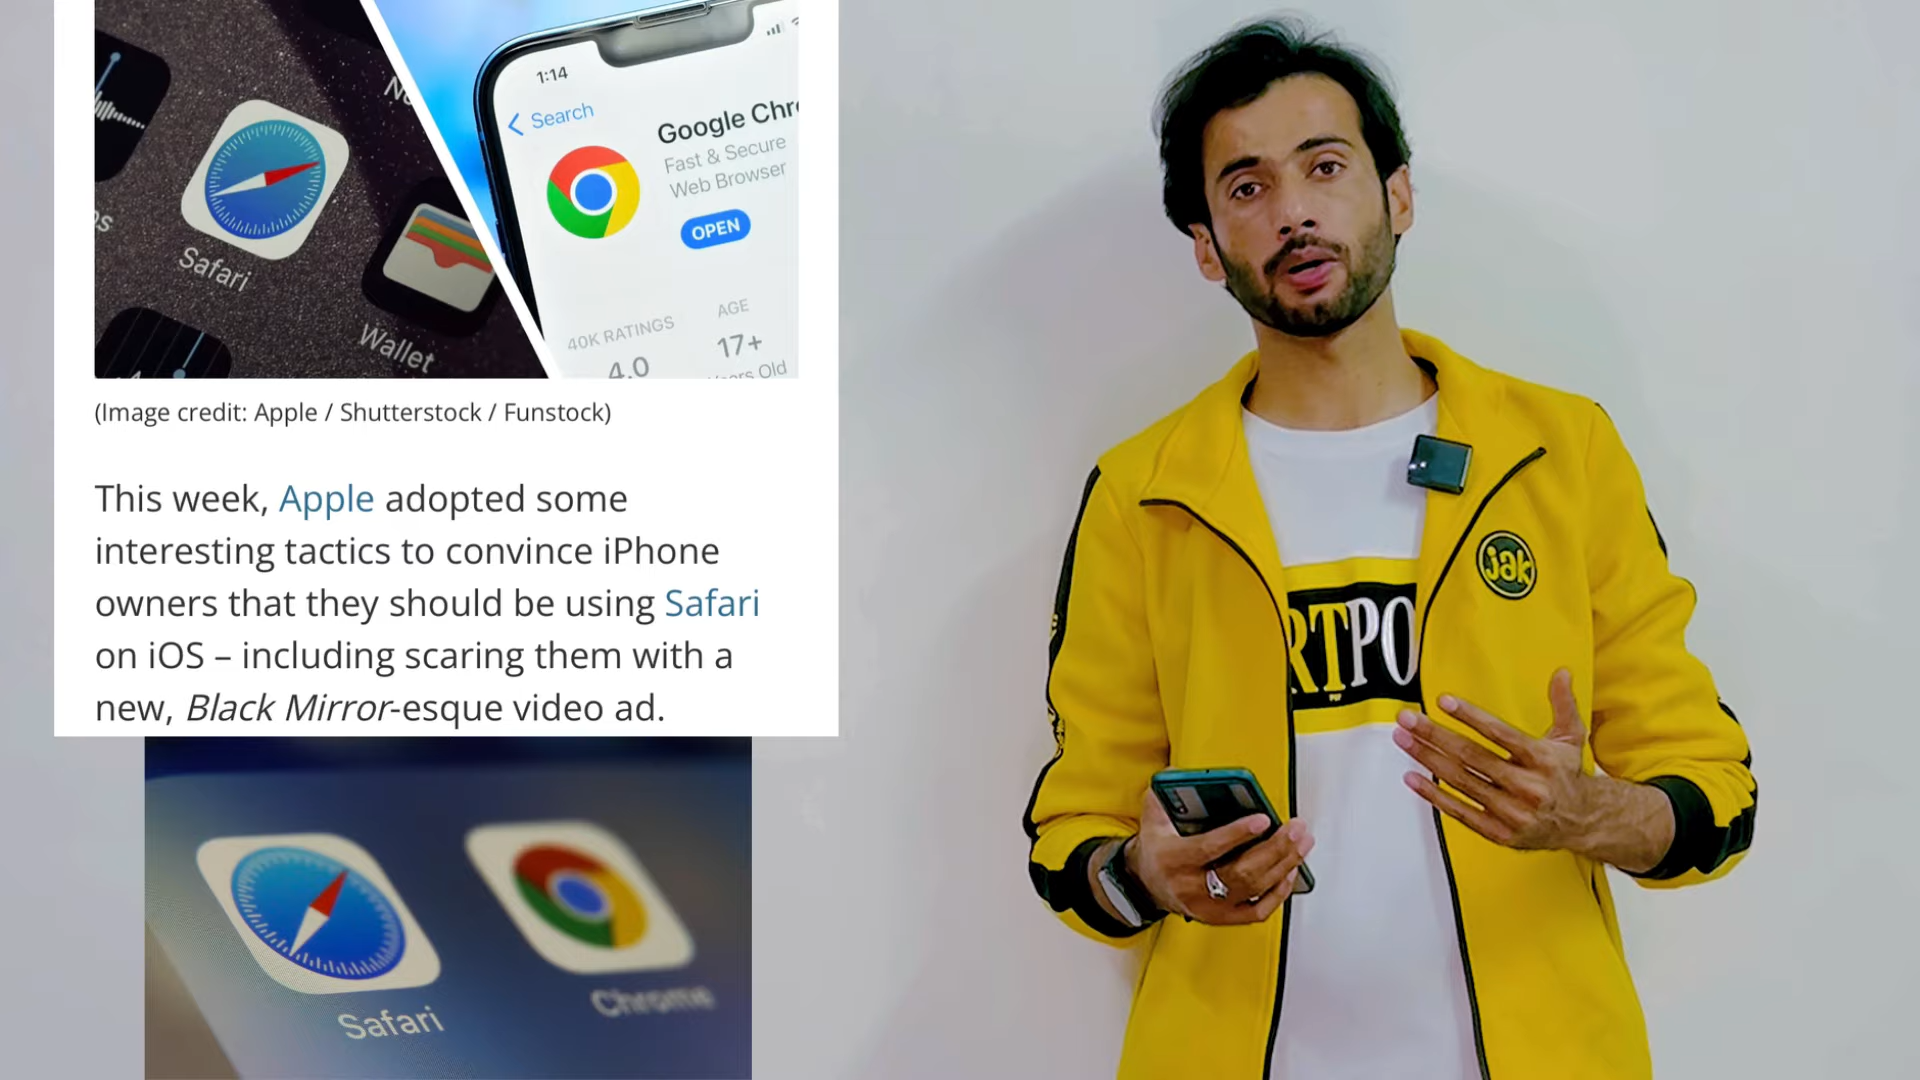 1:14
Search
Google Chr
Fast & Secure
Web Browser
OPEN
Safari
Wallet
40K RATINGS
4.0
AGE
17+
Years Old
(Image credit: Apple / Shutterstock / Funstock)
This week, Apple adopted some
interesting tactics to convince iPhone
owners that they should be using Safari
on iOS – including scaring them with a
new, Black Mirror-esque video ad.
Safari
Chrome
jak
RTPO